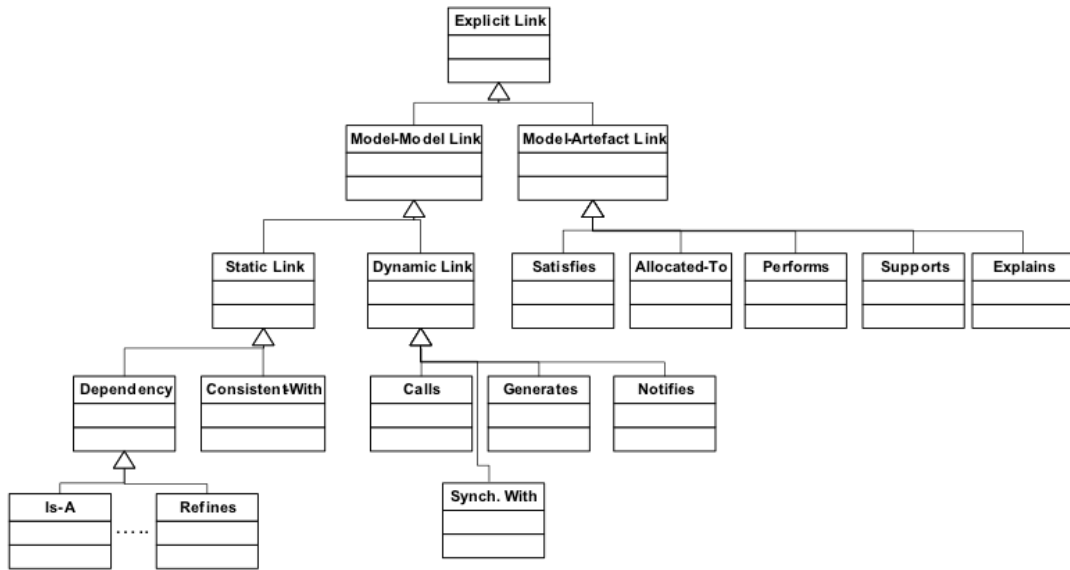 Explicit Link
Model-Model Link
Model-Artefact Link
Static Link
Dynamic Link
Satisfies
Allocated-To
Performs
Supports
Explains
Dependency
Consistent-With
Calls
Generates
Notifies
Is-A
.....
Refines
Synch. With